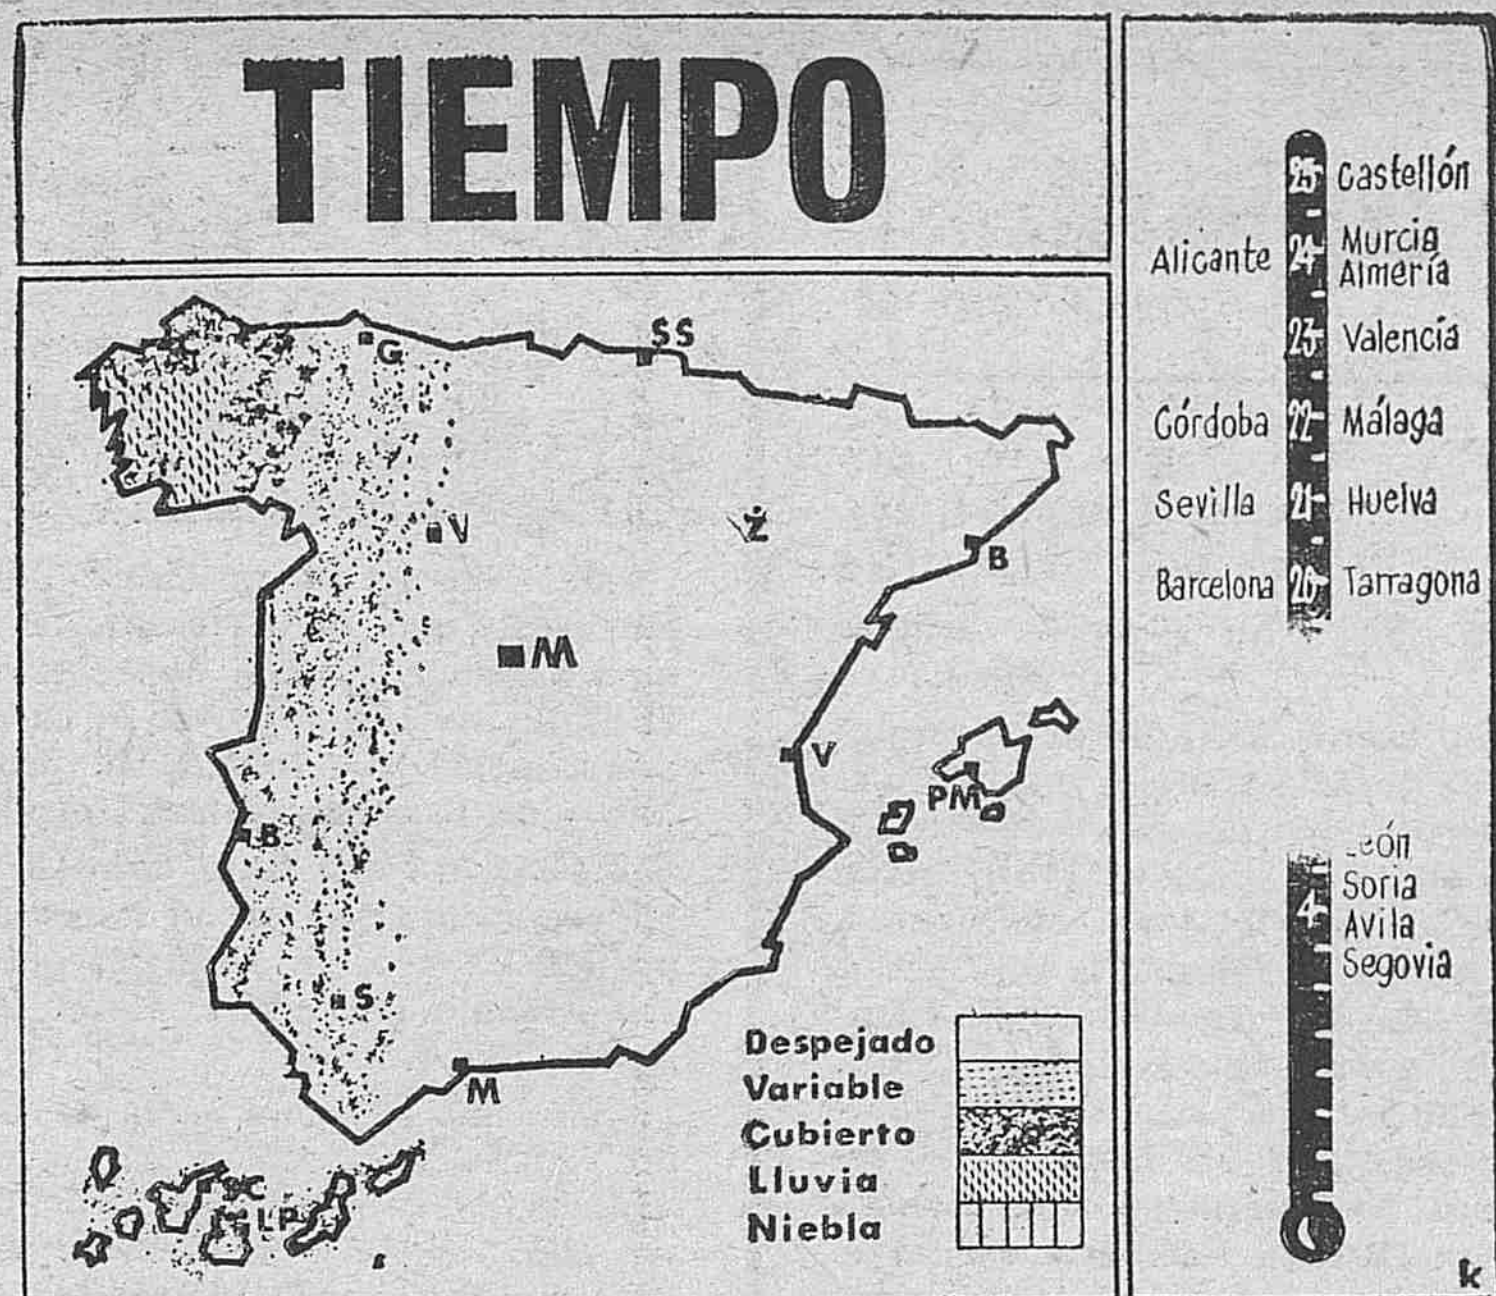 TIEMPO
G
SS
V
Z
B
M
V
PM
B
S
M
SC
LP
Despejado
Variable
Cubierto
Lluvia
Niebla
25 Castellón
Alicante 24 Murcia
Almería
23 Valencia
Córdoba 22 Málaga
Sevilla 21 Huelva
Barcelona 20 Tarragona
León
Soria
4 Avila
Segovia
k